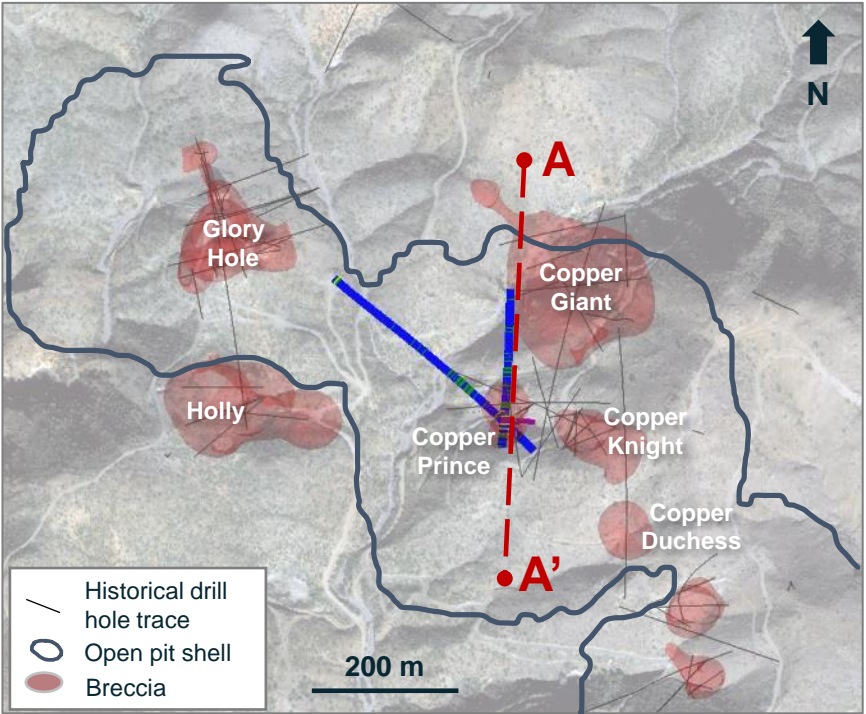 N
A
Glory
Hole
Copper
Giant
Holly
Copper
Prince
Copper
Knight
Copper
Duchess
A’
Historical drill
hole trace
Open pit shell
Breccia
200 m